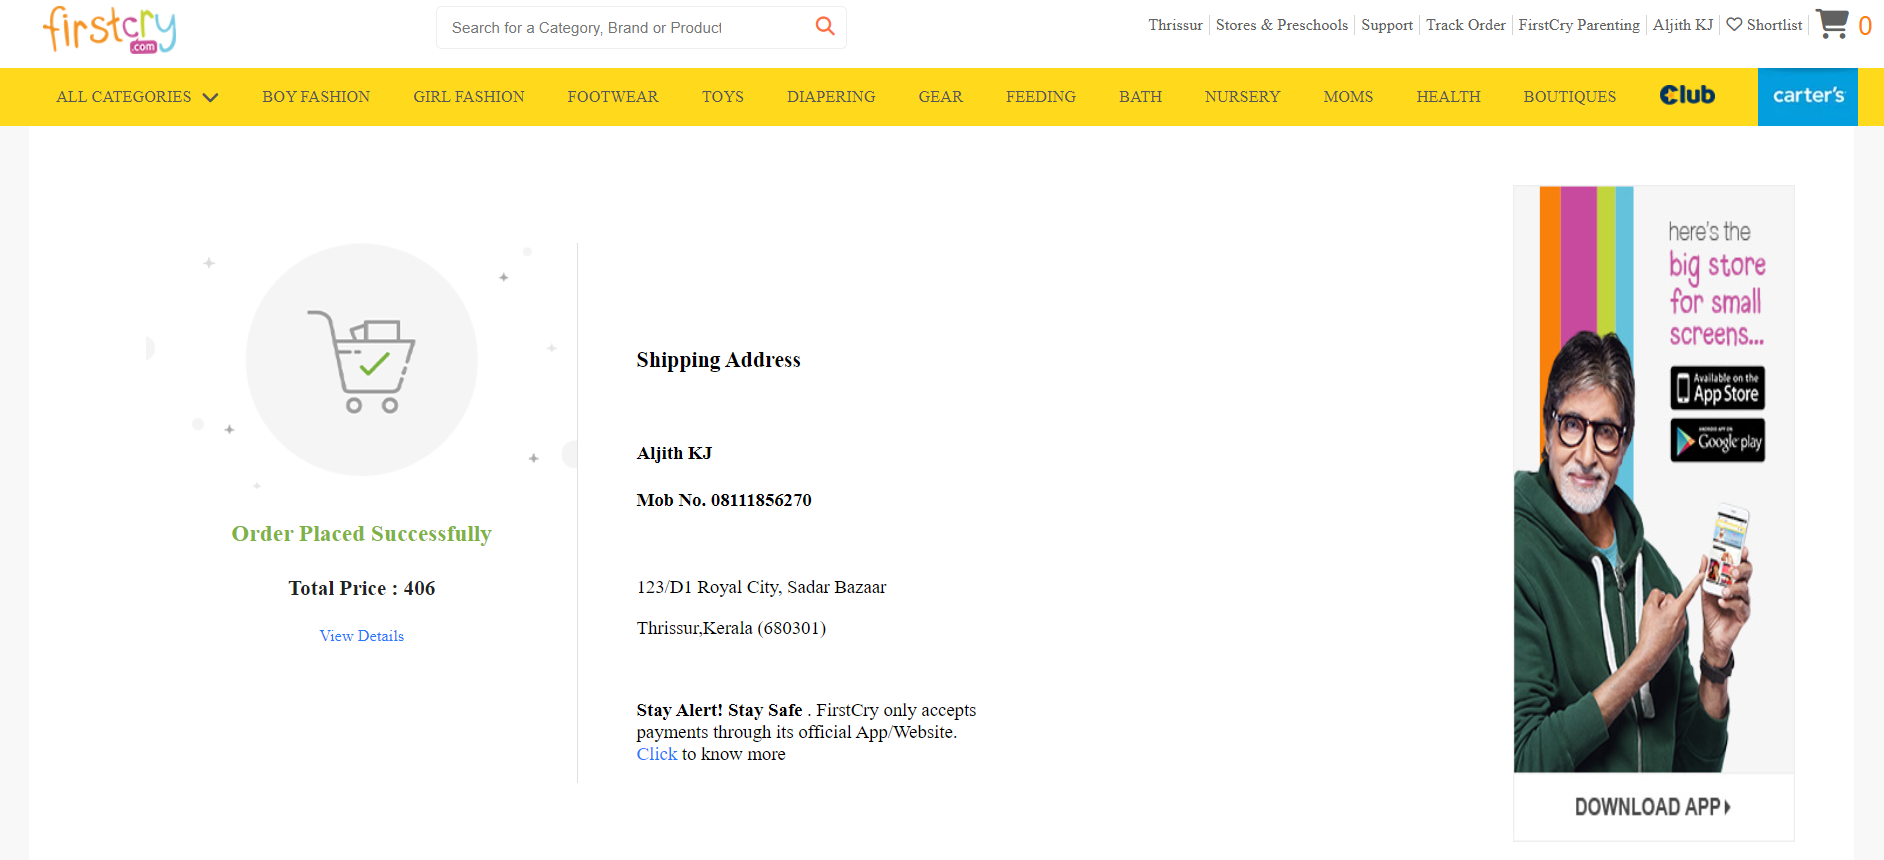 firstcry
.com
Search for a Category, Brand or Product
Thrissur
Stores & Preschools
Support
Track Order
FirstCry Parenting
Aljith KJ
Shortlist
0
ALL CATEGORIES
BOY FASHION
GIRL FASHION
FOOTWEAR
TOYS
DIAPERING
GEAR
FEEDING
BATH
NURSERY
MOMS
HEALTH
BOUTIQUES
Club
carter's
Order Placed Successfully
Total Price : 406
View Details
Shipping Address
Aljith KJ
Mob No. 08111856270
123/D1 Royal City, Sadar Bazaar
Thrissur,Kerala (680301)
Stay Alert! Stay Safe . FirstCry only accepts
payments through its official App/Website.
Click to know more
here's the
big store
for small
screens...
Available on the
App Store
ANDROID APP ON
Google play
DOWNLOAD APP